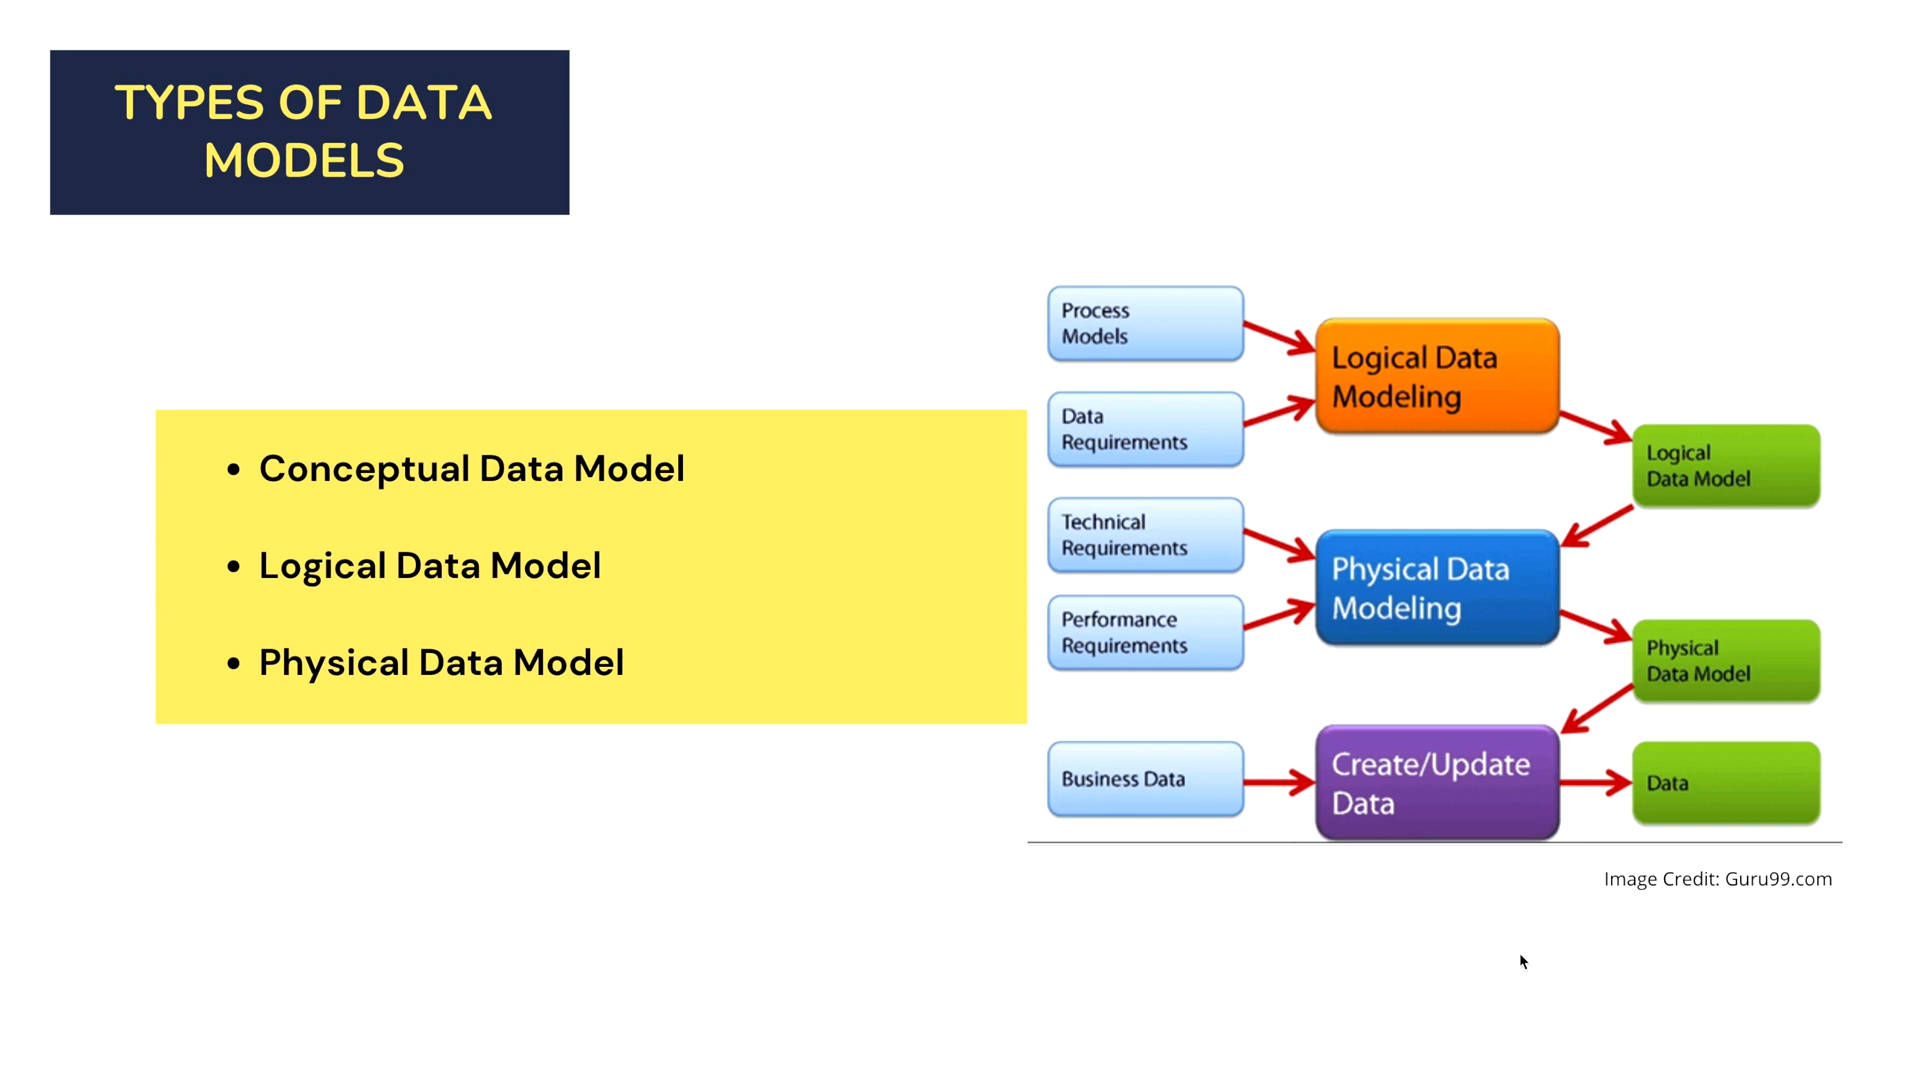 TYPES OF DATA
MODELS
• Conceptual Data Model
• Logical Data Model
• Physical Data Model
Process
Models
Data
Requirements
Technical
Requirements
Performance
Requirements
Business Data
Logical Data
Modeling
Physical Data
Modeling
Create/Update
Data
Logical
Data Model
Physical
Data Model
Data
Image Credit: Guru99.com